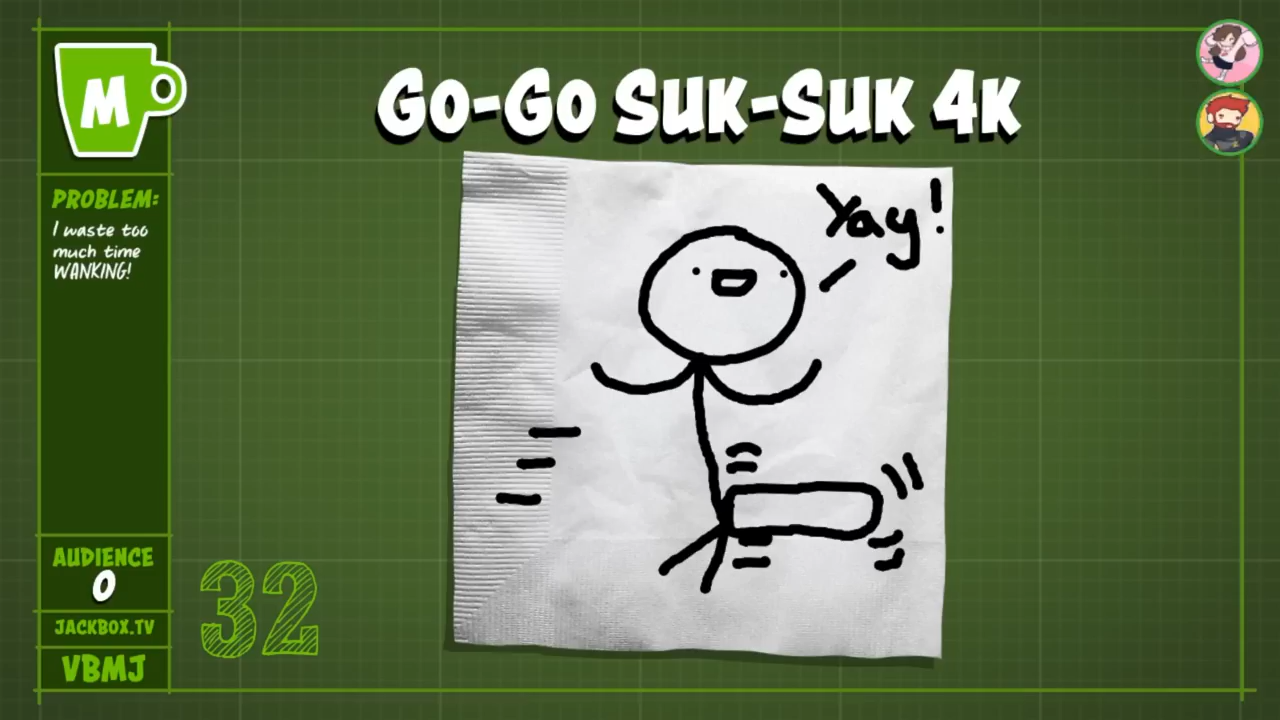 M
Go-Go Suk-Suk 4K
PROBLEM:
I waste too
much time
WANKING!
Yay!
AUDIENCE
0
32
JACKBOX.TV
VBMJ